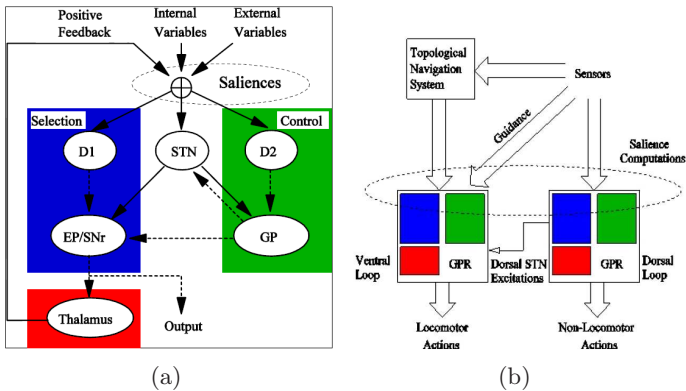 Positive
Feedback
Internal
Variables
External
Variables
Saliences
Selection
Control
D1
STN
D2
EP/SNr
GP
Thalamus
Output
(a)
Topological
Navigation
System
Sensors
Guidance
Salience
Computations
Ventral
Loop
GPR
Dorsal STN
Excitations
GPR
Dorsal
Loop
Locomotor
Actions
Non-Locomotor
Actions
(b)